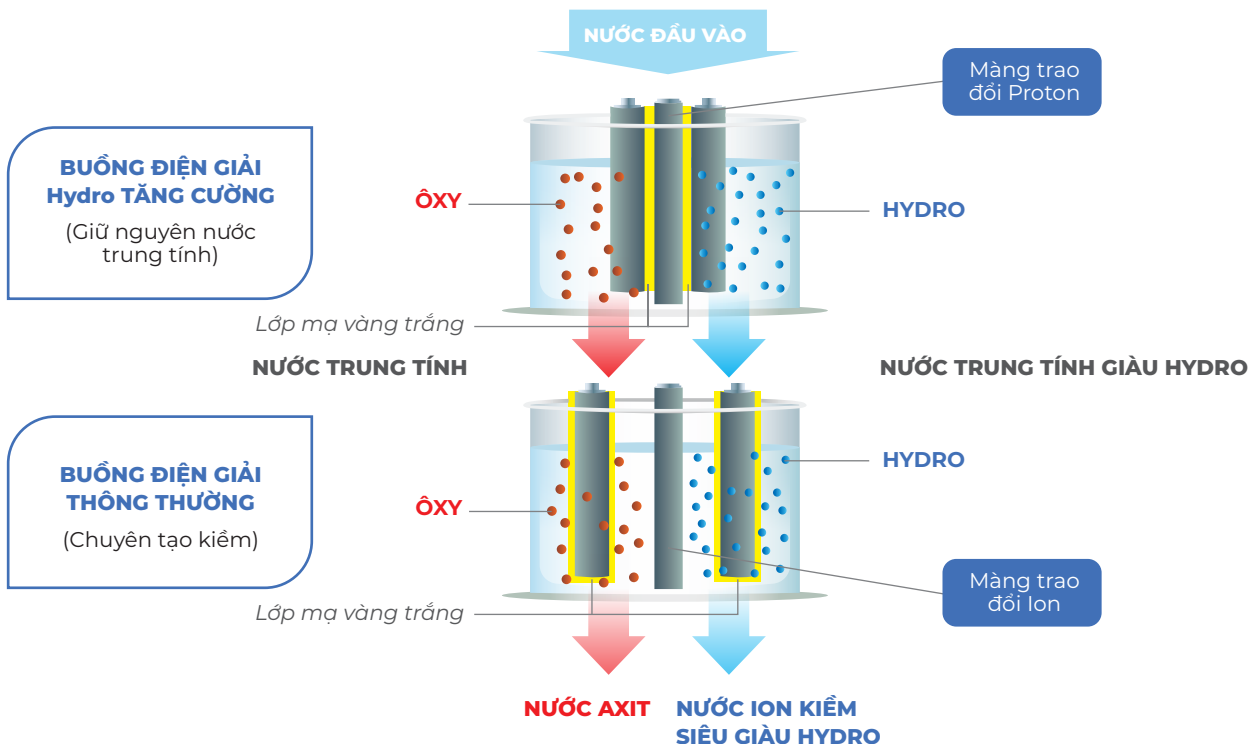 NƯỚC ĐẦU VÀO
Màng trao
đổi Proton
BUỒNG ĐIỆN GIẢI
Hydro TĂNG CƯỜNG
(Giữ nguyên nước
trung tính)
ÔXY
HYDRO
Lớp mạ vàng trắng
NƯỚC TRUNG TÍNH
NƯỚC TRUNG TÍNH GIÀU HYDRO
BUỒNG ĐIỆN GIẢI
THÔNG THƯỜNG
(Chuyên tạo kiềm)
ÔXY
HYDRO
Màng trao
đổi Ion
Lớp mạ vàng trắng
NƯỚC AXIT
NƯỚC ION KIỀM
SIÊU GIÀU HYDRO